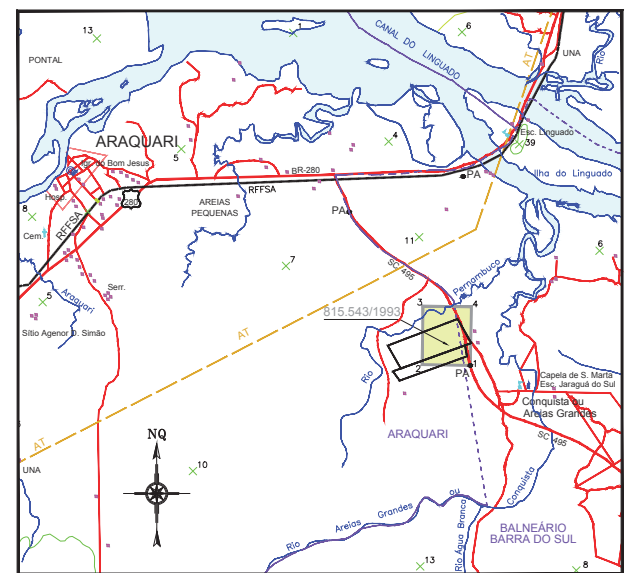 13
1
6
CANAL DO LINGUADO
AT
UNA
Rio
PONTAL
ARAQUARI
5
4
Esc. Linguado
39
Igr. do Bom Jesus
BR-280
PA
RFFSA
Ilha do Linguado
Hosp.
280
AREIAS
PEQUENAS
8
RFFSA
PA
Cem.
11
6
7
SC 495
Pernambuco
Serr.
Araquari
5
815.543/1993
3
4
AT
Sítio Agenor D. Simão
Rio
2
1
PA
Capela de S. Marta
Esc. Jaraguá do Sul
Conquista ou
Areias Grandes
ARAQUARI
SC 495
AT
NQ
UNA
10
Rio Areias Grandes ou
Conquista
Rio Água Branca
BALNEÁRIO
BARRA DO SUL
13
8